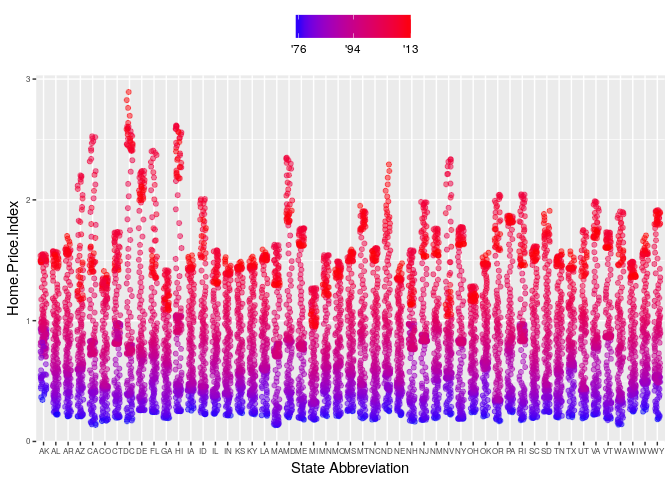 '76 '94 '13
3
2
1
0
Home.Price.Index
AK AL AR AZ CA CO CT DC DE FL GA HI IA ID IL IN KS KY LA MA MD ME MI MN MO MS MT NC ND NE NH NJ NM NV NY OH OK OR PA RI SC SD TN TX UT VA VT WA WI WV WY
State Abbreviation